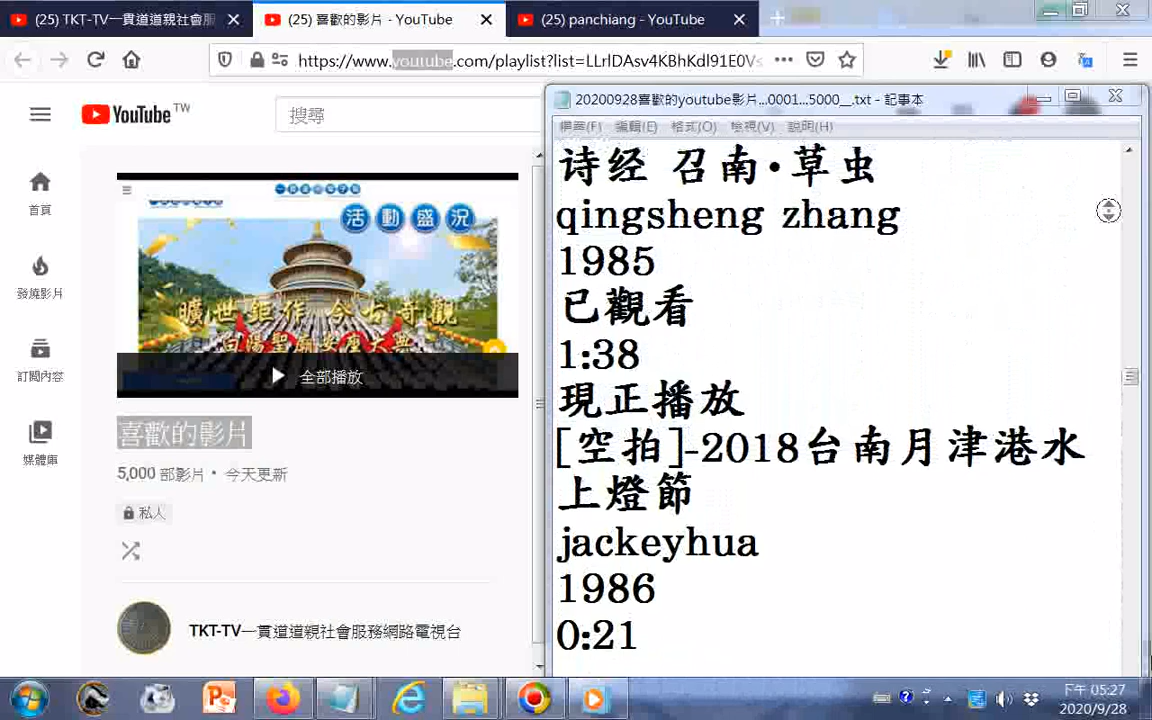 (25) TKT-TV一貫道道親社會服
(25) 喜歡的影片 - YouTube
(25) panchiang - YouTube
https://www.youtube.com/playlist?list=LLrlDAsv4KBhKdl91E0Vs
YouTube TW
搜尋
首頁
發燒影片
訂閱內容
媒體庫
活動盛況
曠世鉅作 今古奇觀
白陽聖廟安座大典
全部播放
喜歡的影片
5,000 部影片・今天更新
私人
TKT-TV一貫道道親社會服務網路電視台
20200928喜歡的youtube影片...0001...5000__.txt - 記事本
檔案(F) 編輯(E) 格式(O) 檢視(V) 說明(H)
诗经 召南·草虫
qingsheng zhang
1985
已觀看
1:38
現正播放
[空拍]-2018台南月津港水
上燈節
jackeyhua
1986
0:21
下午 05:27
2020/9/28